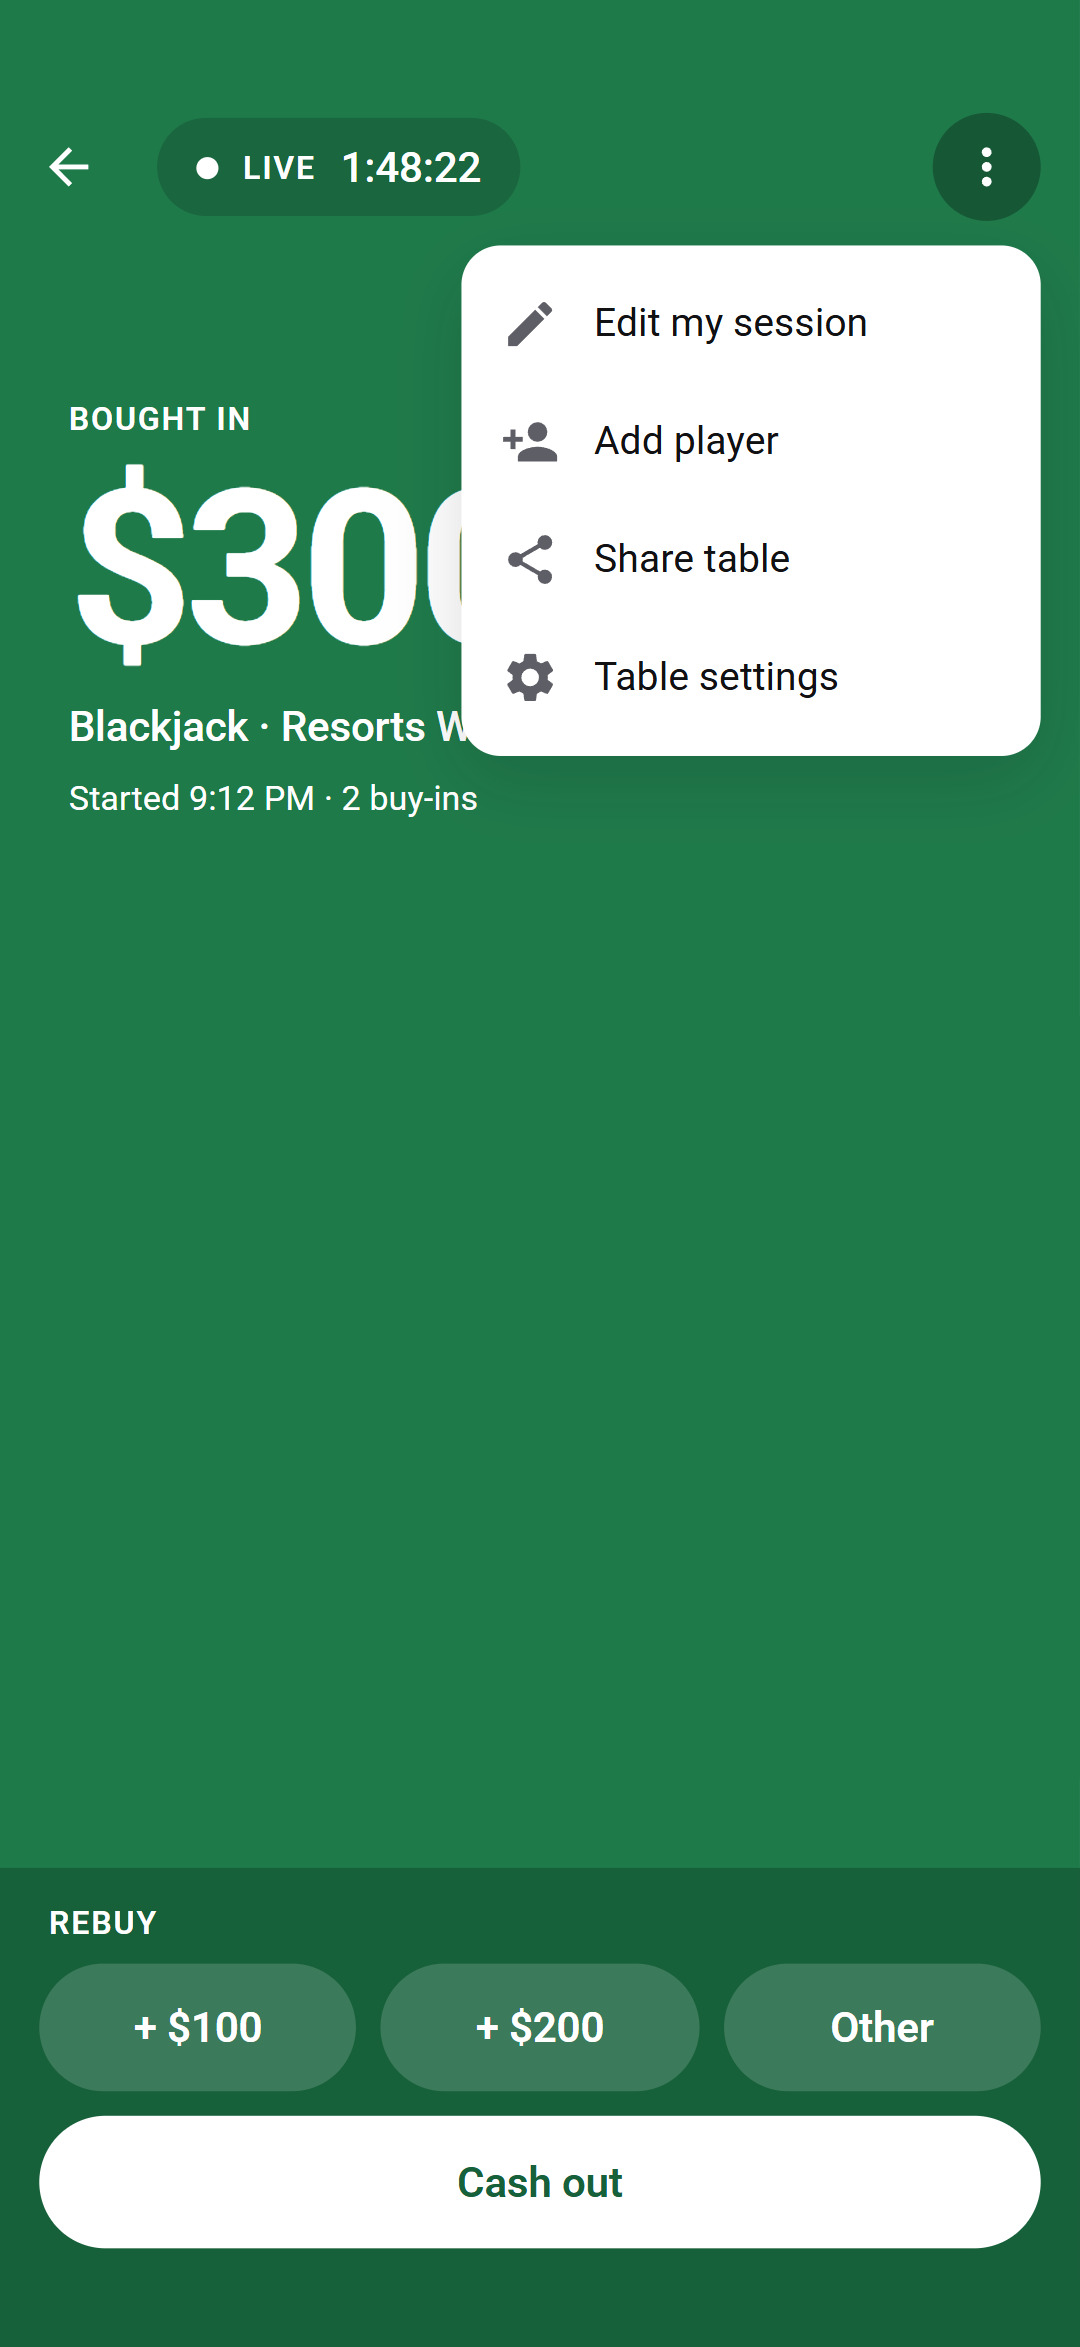 LIVE 1:48:22
Edit my session
Add player
Share table
Table settings
BOUGHT IN
$300
Blackjack · Resorts
Started 9:12 PM · 2 buy-ins
REBUY
+ $100
+ $200
Other
Cash out